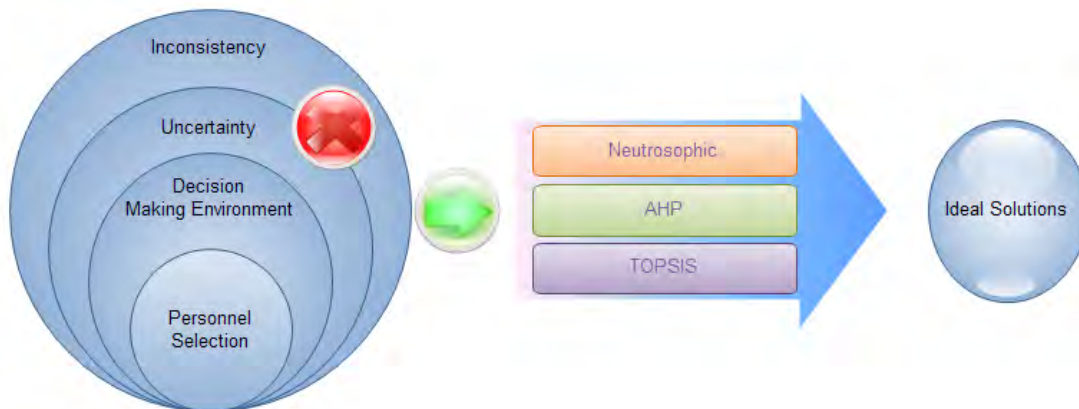 Inconsistency
Uncertainty
Decision
Making Environment
Personnel
Selection
Neutrosophic
AHP
TOPSIS
Ideal Solutions